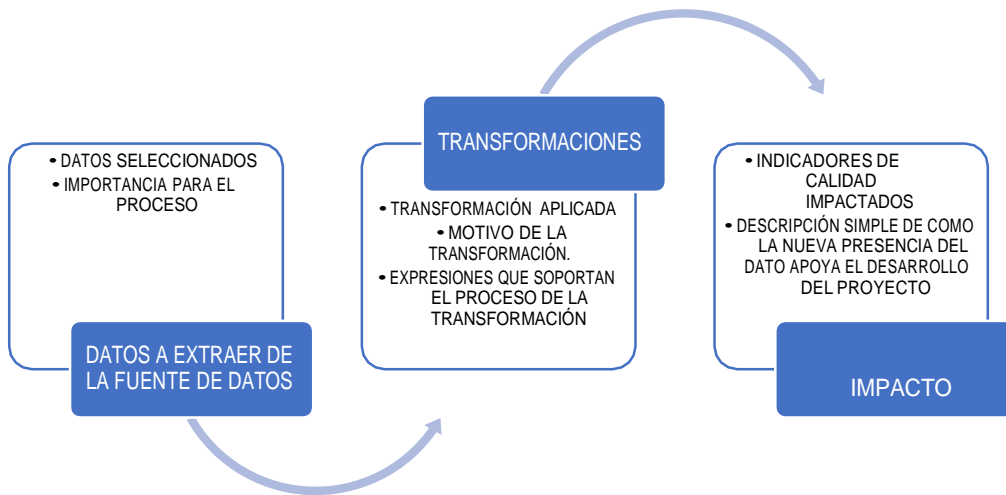 • DATOS SELECCIONADOS
• IMPORTANCIA PARA EL
PROCESO
DATOS A EXTRAER DE
LA FUENTE DE DATOS
TRANSFORMACIONES
• TRANSFORMACIÓN APLICADA
• MOTIVO DE LA
TRANSFORMACIÓN.
• EXPRESIONES QUE SOPORTAN
EL PROCESO DE LA
TRANSFORMACIÓN
• INDICADORES DE
CALIDAD
IMPACTADOS
• DESCRIPCIÓN SIMPLE DE COMO
LA NUEVA PRESENCIA DEL
DATO APOYA EL DESARROLLO
DEL PROYECTO
IMPACTO